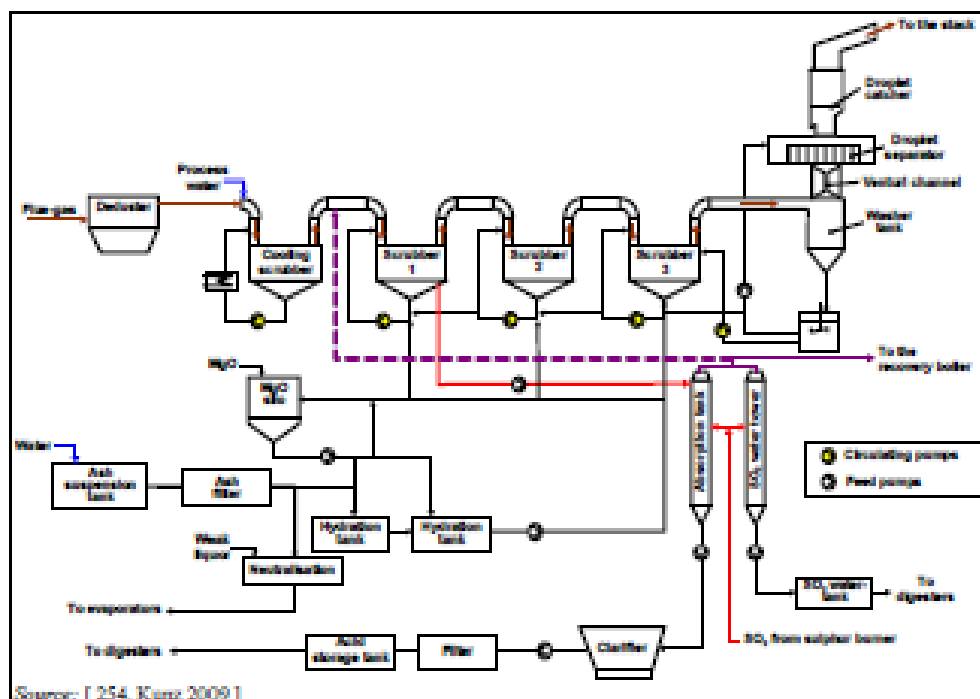 To the stack
Droplet
catcher
Droplet
separator
Venturi channel
Washer
tank
Process
water
Flue-gas
Deduster
Cooling
scrubber
Scrubber
1
Scrubber
2
Scrubber
3
To the
recovery boiler
MgO
MgO
silo
Water
Ash
suspension
tank
Ash
filter
Hydration
tank
Hydration
tank
Weak
liquor
Neutralisation
To evaporators
Absorption tank
SO₂ water tower
Circulating pumps
Feed pumps
SO₂ water-
tank
To
digesters
SO₂ from sulphur burner
To digesters
Acid
storage tank
Filter
Clarifier
Source: [ 254, Kunz 2009 ]